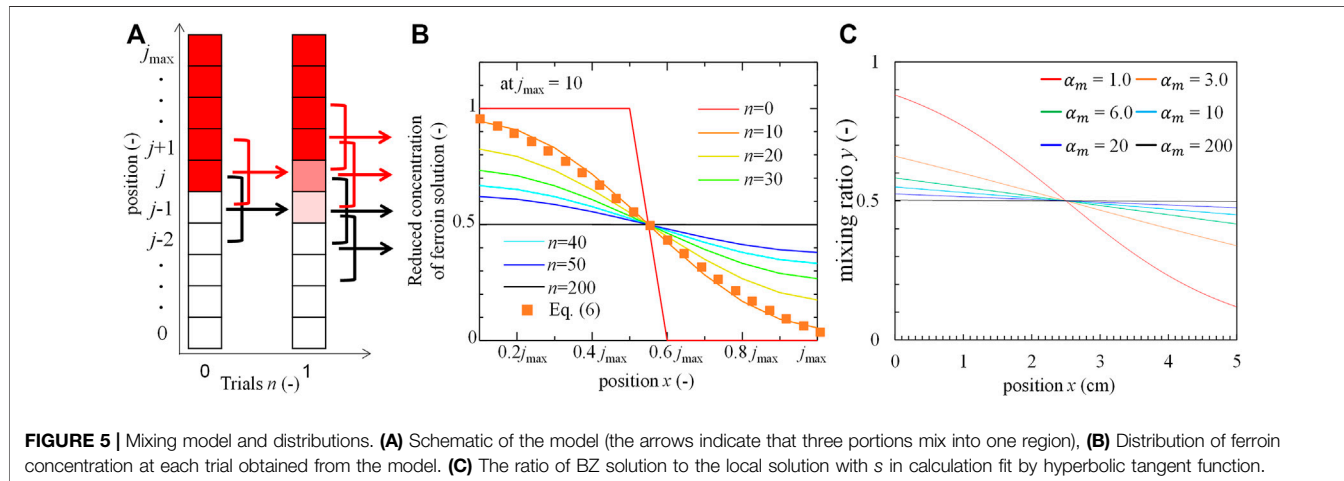 A
j_max
position (-)
j+1
j
j-1
j-2
0
0
1
Trials n (-)
B
Reduced concentration
of ferroin solution (-)
1
0.5
0
at j_max = 10
n=0
n=10
n=20
n=30
n=40
n=50
n=200
Eq. (6)
0.2j_max
0.4 j_max
0.6 j_max
0.8 j_max
j_max
position x (-)
C
mixing ratio y (-)
1
0.5
0
α_m = 1.0
α_m = 3.0
α_m = 6.0
α_m = 10
α_m = 20
α_m = 200
0
1
2
3
4
5
position x (cm)
FIGURE 5 | Mixing model and distributions. (A) Schematic of the model (the arrows indicate that three portions mix into one region), (B) Distribution of ferroin
concentration at each trial obtained from the model. (C) The ratio of BZ solution to the local solution with s in calculation fit by hyperbolic tangent function.